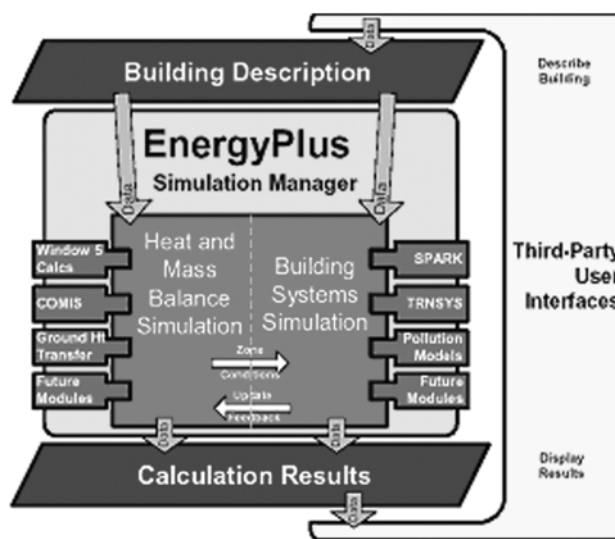 Data
Building Description
Describe
Building
EnergyPlus
Simulation Manager
Data
Data
Heat and
Mass
Balance
Simulation
Building
Systems
Simulation
Window 5
Calcs
COMIS
Ground Ht
Transfer
Future
Modules
SPARK
TRNSYS
Pollution
Models
Future
Modules
Third-Party
User
Interfaces
Zone
Conditions
Update
Feedback
Data
Data
Calculation Results
Display
Results
Data